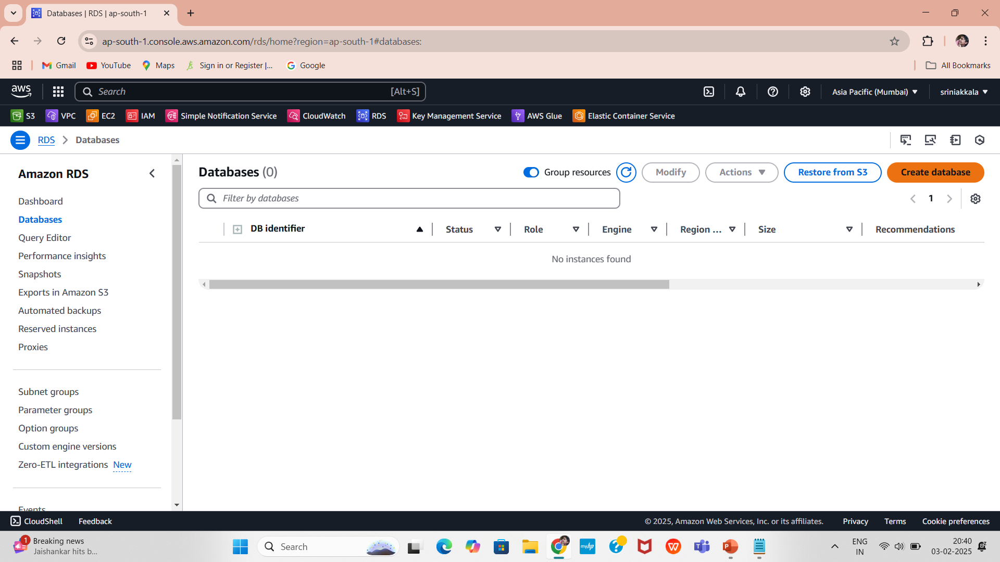 Databases | RDS | ap-south-1
ap-south-1.console.aws.amazon.com/rds/home?region=ap-south-1#databases:
Gmail YouTube Maps Sign in or Register |... Google All Bookmarks
aws Search [Alt+S] Asia Pacific (Mumbai) sriniakkala
S3 VPC EC2 IAM Simple Notification Service CloudWatch RDS Key Management Service AWS Glue Elastic Container Service
RDS Databases
Amazon RDS
Dashboard
Databases
Query Editor
Performance insights
Snapshots
Exports in Amazon S3
Automated backups
Reserved instances
Proxies
Subnet groups
Parameter groups
Option groups
Custom engine versions
Zero-ETL integrations New
Events
Databases (0) Group resources Modify Actions Restore from S3 Create database
Filter by databases 1
DB identifier Status Role Engine Region ... Size Recommendations
No instances found
CloudShell Feedback © 2025, Amazon Web Services, Inc. or its affiliates. Privacy Terms Cookie preferences
1 Breaking news
Jaishankar hits b...
Search
myhp
ENG
IN
20:40
03-02-2025